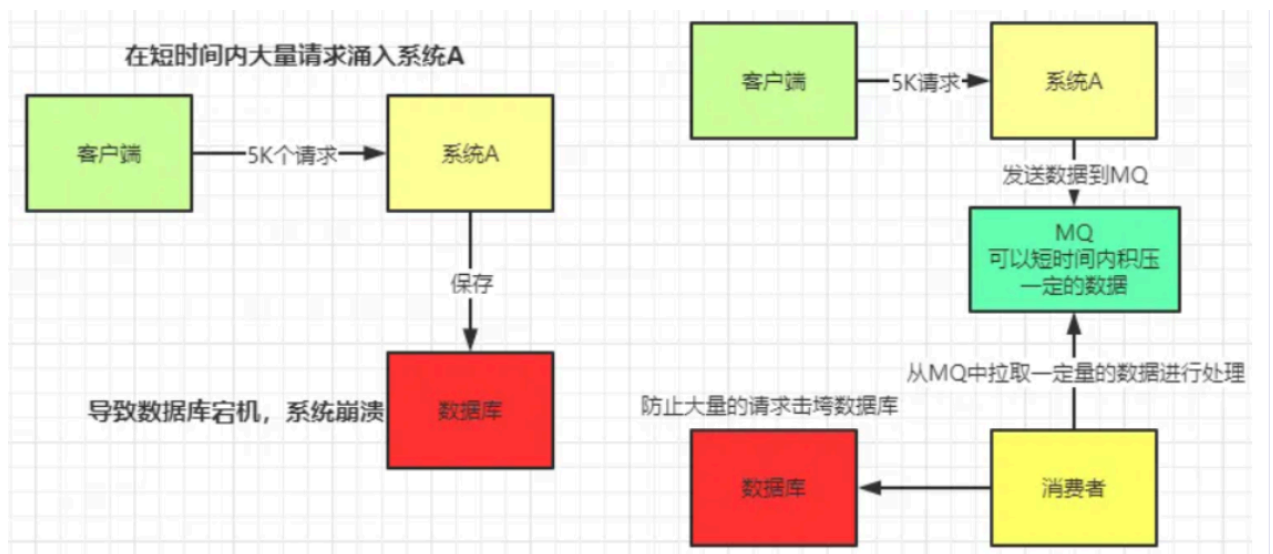 在短时间内大量请求涌入系统A
客户端
5K个请求
系统A
保存
导致数据库宕机，系统崩溃
数据库
客户端
5K请求
系统A
发送数据到MQ
MQ
可以短时间内积压
一定的数据
从MQ中拉取一定量的数据进行处理
防止大量的请求击垮数据库
数据库
消费者